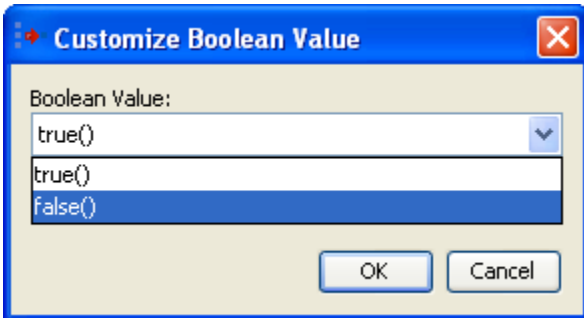 Customize Boolean Value
Boolean Value:
true()
true()
false()
OK Cancel